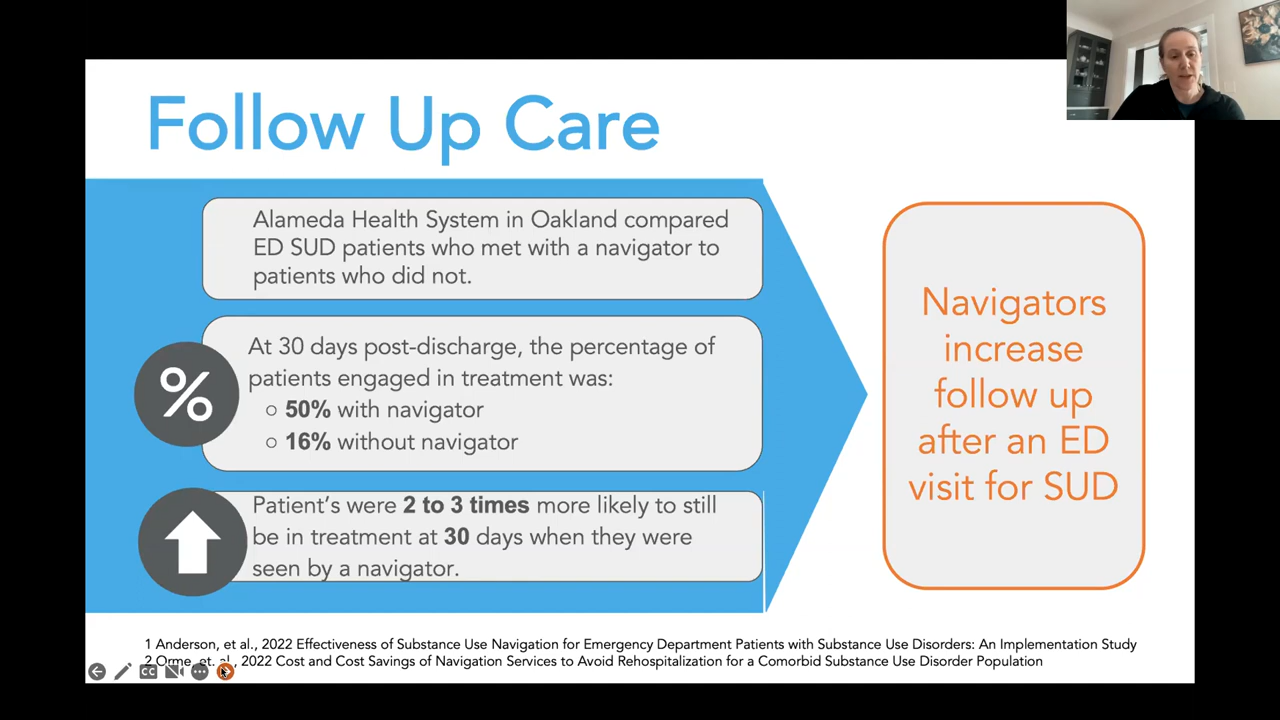 Follow Up Care
Alameda Health System in Oakland compared
ED SUD patients who met with a navigator to
patients who did not.
%
At 30 days post-discharge, the percentage of
patients engaged in treatment was:
○ 50% with navigator
○ 16% without navigator
Patient's were 2 to 3 times more likely to still
be in treatment at 30 days when they were
seen by a navigator.
Navigators
increase
follow up
after an ED
visit for SUD
1 Anderson, et al., 2022 Effectiveness of Substance Use Navigation for Emergency Department Patients with Substance Use Disorders: An Implementation Study
2 Orme, et. al., 2022 Cost and Cost Savings of Navigation Services to Avoid Rehospitalization for a Comorbid Substance Use Disorder Population
CC